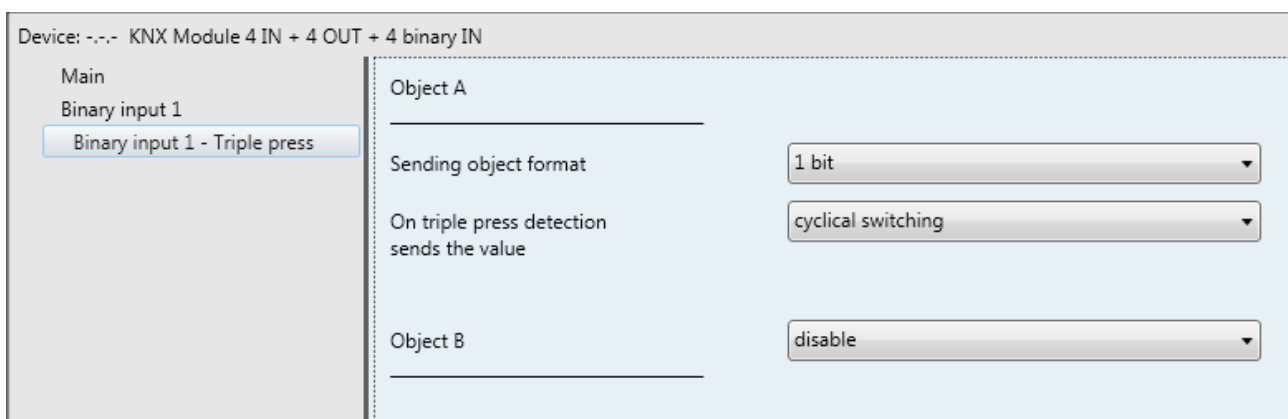 Device: -.-.- KNX Module 4 IN + 4 OUT + 4 binary IN
Main
Binary input 1
Binary input 1 - Triple press
Object A
Sending object format
1 bit
On triple press detection
sends the value
cyclical switching
Object B
disable